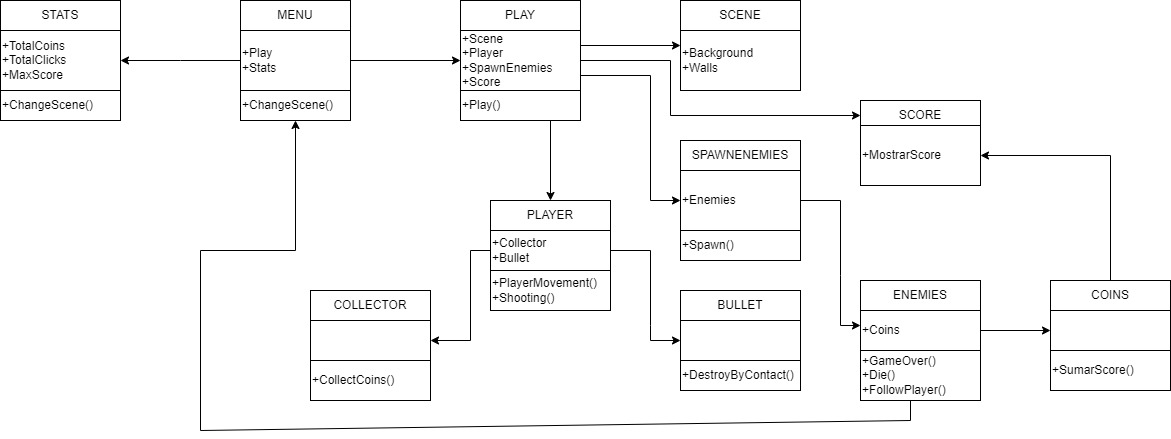 STATS
+TotalCoins
+TotalClicks
+MaxScore
+ChangeScene()
MENU
+Play
+Stats
+ChangeScene()
PLAY
+Scene
+Player
+SpawnEnemies
+Score
+Play()
SCENE
+Background
+Walls
SCORE
+MostrarScore
SPAWNENEMIES
+Enemies
+Spawn()
PLAYER
+Collector
+Bullet
+PlayerMovement()
+Shooting()
COLLECTOR
+CollectCoins()
BULLET
+DestroyByContact()
ENEMIES
+Coins
+GameOver()
+Die()
+FollowPlayer()
COINS
+SumarScore()